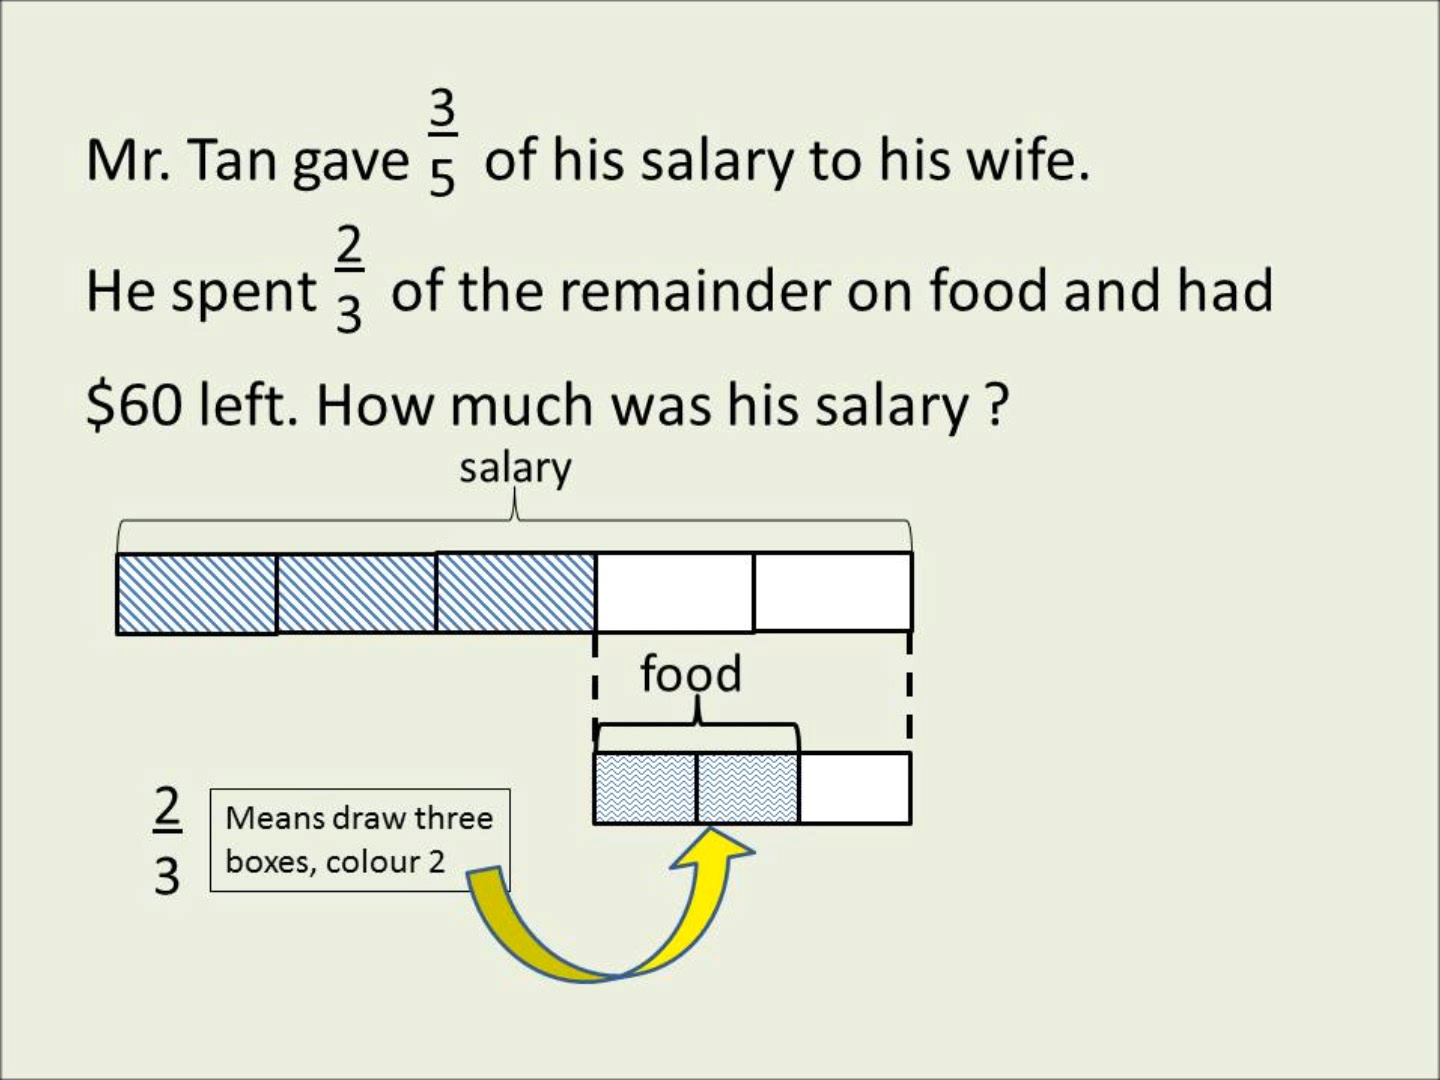 Mr. Tan gave 3/5 of his salary to his wife.
He spent 2/3 of the remainder on food and had
$60 left. How much was his salary ?
salary
food
2/3
Means draw three
boxes, colour 2